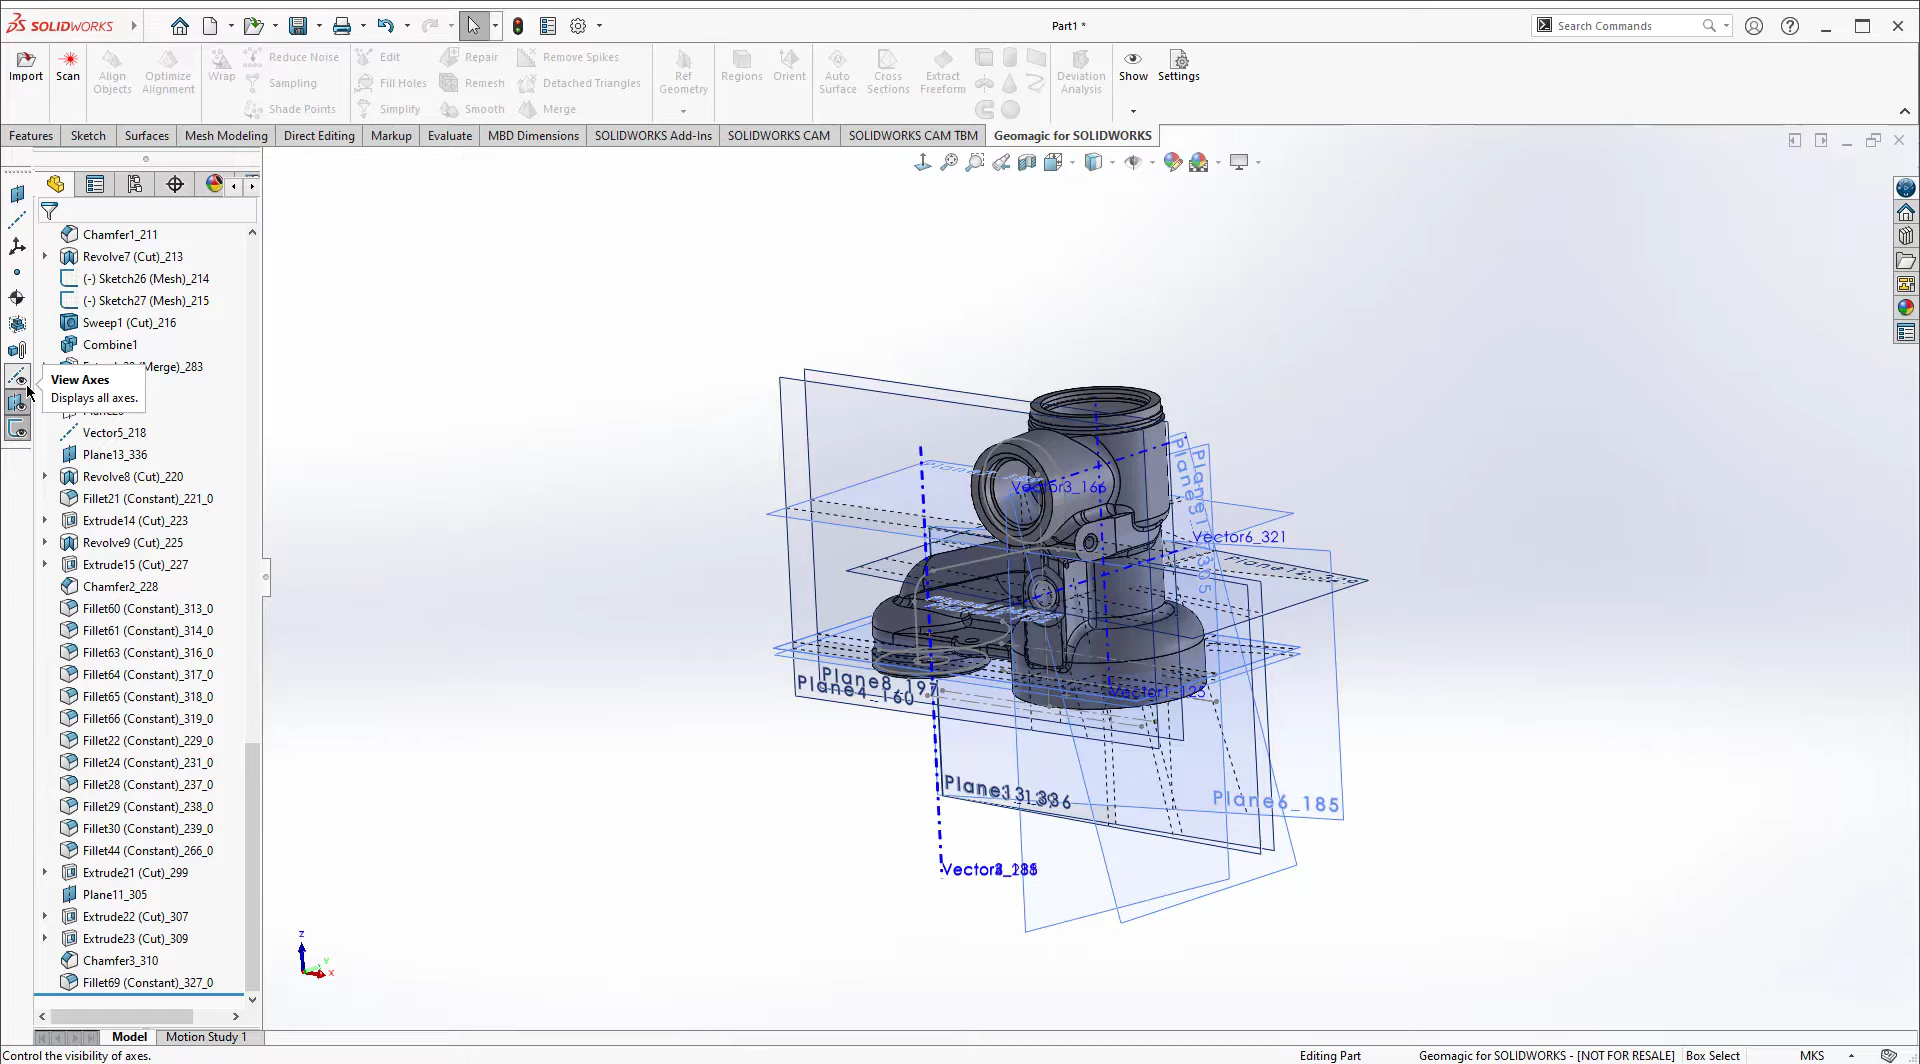 SOLIDWORKS
Part1 *
Search Commands
Import
Scan
Align Objects
Optimize Alignment
Wrap
Reduce Noise
Sampling
Shade Points
Edit
Fill Holes
Simplify
Repair
Remesh
Smooth
Remove Spikes
Detached Triangles
Merge
Ref Geometry
Regions
Orient
Auto Surface
Cross Sections
Extract Freeform
Deviation Analysis
Show
Settings
Features
Sketch
Surfaces
Mesh Modeling
Direct Editing
Markup
Evaluate
MBD Dimensions
SOLIDWORKS Add-Ins
SOLIDWORKS CAM
SOLIDWORKS CAM TBM
Geomagic for SOLIDWORKS
Chamfer1_211
Revolve7 (Cut)_213
(-) Sketch26 (Mesh)_214
(-) Sketch27 (Mesh)_215
Sweep1 (Cut)_216
Combine1
(Merge)_283
View Axes
Displays all axes.
Vector5_218
Plane13_336
Revolve8 (Cut)_220
Fillet21 (Constant)_221_0
Extrude14 (Cut)_223
Revolve9 (Cut)_225
Extrude15 (Cut)_227
Chamfer2_228
Fillet60 (Constant)_313_0
Fillet61 (Constant)_314_0
Fillet63 (Constant)_316_0
Fillet64 (Constant)_317_0
Fillet65 (Constant)_318_0
Fillet66 (Constant)_319_0
Fillet22 (Constant)_229_0
Fillet24 (Constant)_231_0
Fillet28 (Constant)_237_0
Fillet29 (Constant)_238_0
Fillet30 (Constant)_239_0
Fillet44 (Constant)_266_0
Extrude21 (Cut)_299
Plane11_305
Extrude22 (Cut)_307
Extrude23 (Cut)_309
Chamfer3_310
Fillet69 (Constant)_327_0
Vector3_166
Vector6_321
Vector1_125
Plane8_197
Plane4_160
Plane6_185
z
y
x
Model
Motion Study 1
Control the visibility of axes.
Editing Part
Geomagic for SOLIDWORKS - [NOT FOR RESALE]
Box Select
MKS